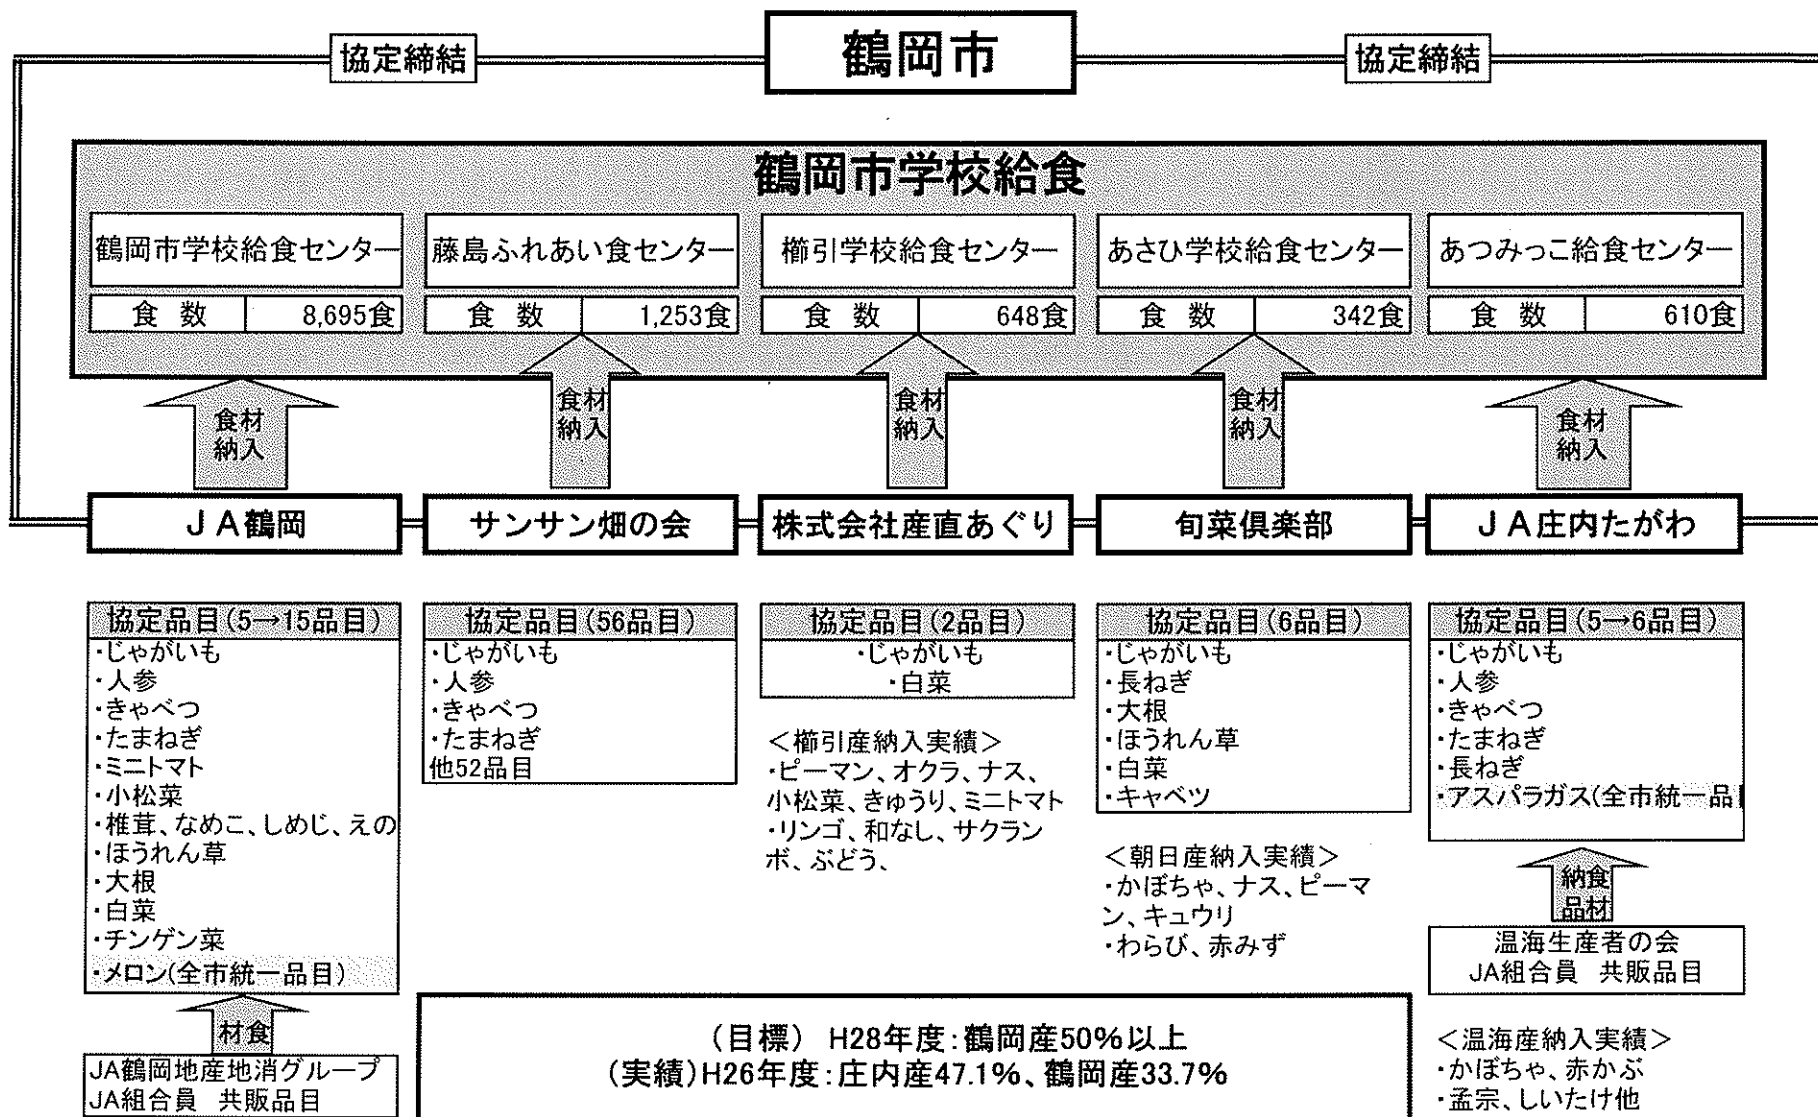 協定締結
鶴岡市
協定締結
鶴岡市学校給食
鶴岡市学校給食センター
食 数 8,695食
藤島ふれあい食センター
食 数 1,253食
櫛引学校給食センター
食 数 648食
あさひ学校給食センター
食 数 342食
あつみっこ給食センター
食 数 610食
食材
納入
食材
納入
食材
納入
食材
納入
食材
納入
JA鶴岡
サンサン畑の会
株式会社産直あぐり
旬菜倶楽部
JA庄内たがわ
協定品目(5→15品目)
・じゃがいも
・人参
・きゃべつ
・たまねぎ
・ミニトマト
・小松菜
・椎茸、なめこ、しめじ、えの
・ほうれん草
・大根
・白菜
・チンゲン菜
・メロン(全市統一品目)
材食
JA鶴岡地産地消グループ
JA組合員 共販品目
協定品目(56品目)
・じゃがいも
・人参
・きゃべつ
・たまねぎ
他52品目
協定品目(2品目)
・じゃがいも
・白菜
<櫛引産納入実績>
・ピーマン、オクラ、ナス、
小松菜、きゅうり、ミニトマト
・リンゴ、和なし、サクラン
ボ、ぶどう、
協定品目(6品目)
・じゃがいも
・長ねぎ
・大根
・ほうれん草
・白菜
・キャベツ
<朝日産納入実績>
・かぼちゃ、ナス、ピーマ
ン、キュウリ
・わらび、赤みず
協定品目(5→6品目)
・じゃがいも
・人参
・きゃべつ
・たまねぎ
・長ねぎ
・アスパラガス(全市統一品
納食
品材
温海生産者の会
JA組合員 共販品目
<温海産納入実績>
・かぼちゃ、赤かぶ
・孟宗、しいたけ他
(目標) H28年度:鶴岡産50%以上
(実績)H26年度:庄内産47.1%、鶴岡産33.7%